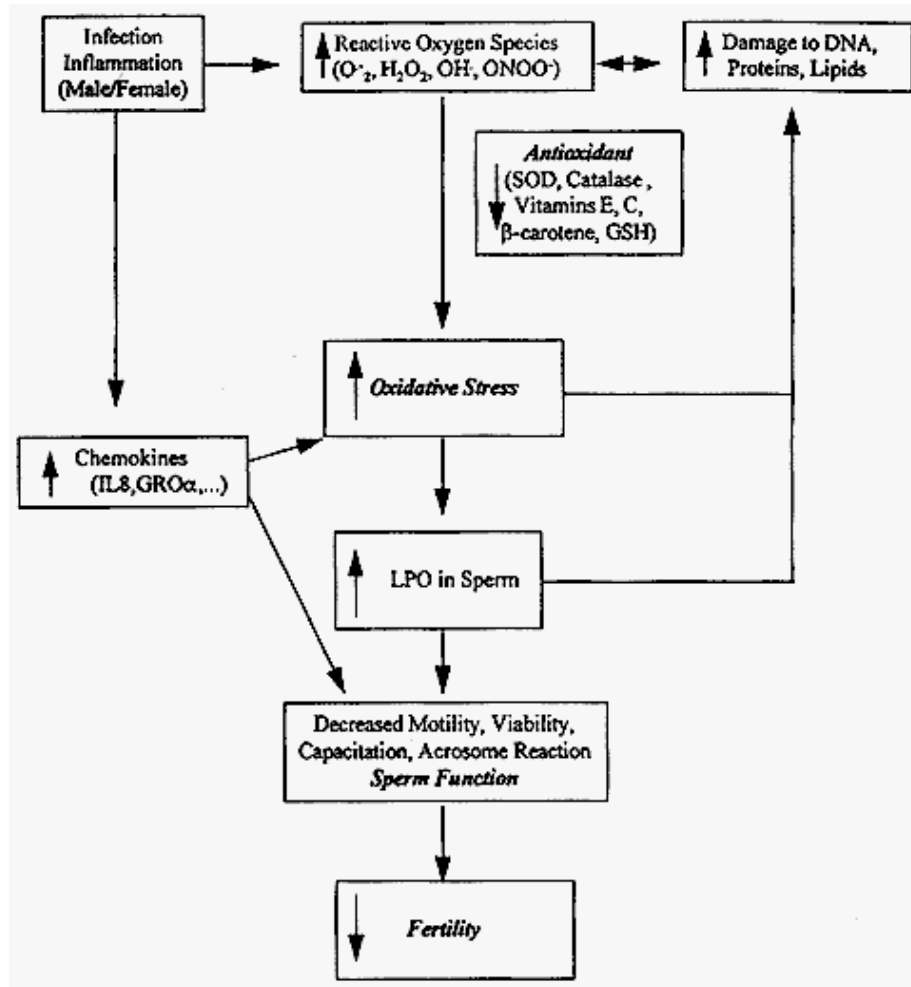 Infection
Inflammation
(Male/Female)
Reactive Oxygen Species
(O·⁻₂, H₂O₂, OH·, ONOO⁻)
Damage to DNA,
Proteins, Lipids
Antioxidant
(SOD, Catalase,
Vitamins E, C,
β-carotene, GSH)
Oxidative Stress
Chemokines
(IL8,GROα,...)
LPO in Sperm
Decreased Motility, Viability,
Capacitation, Acrosome Reaction
Sperm Function
Fertility